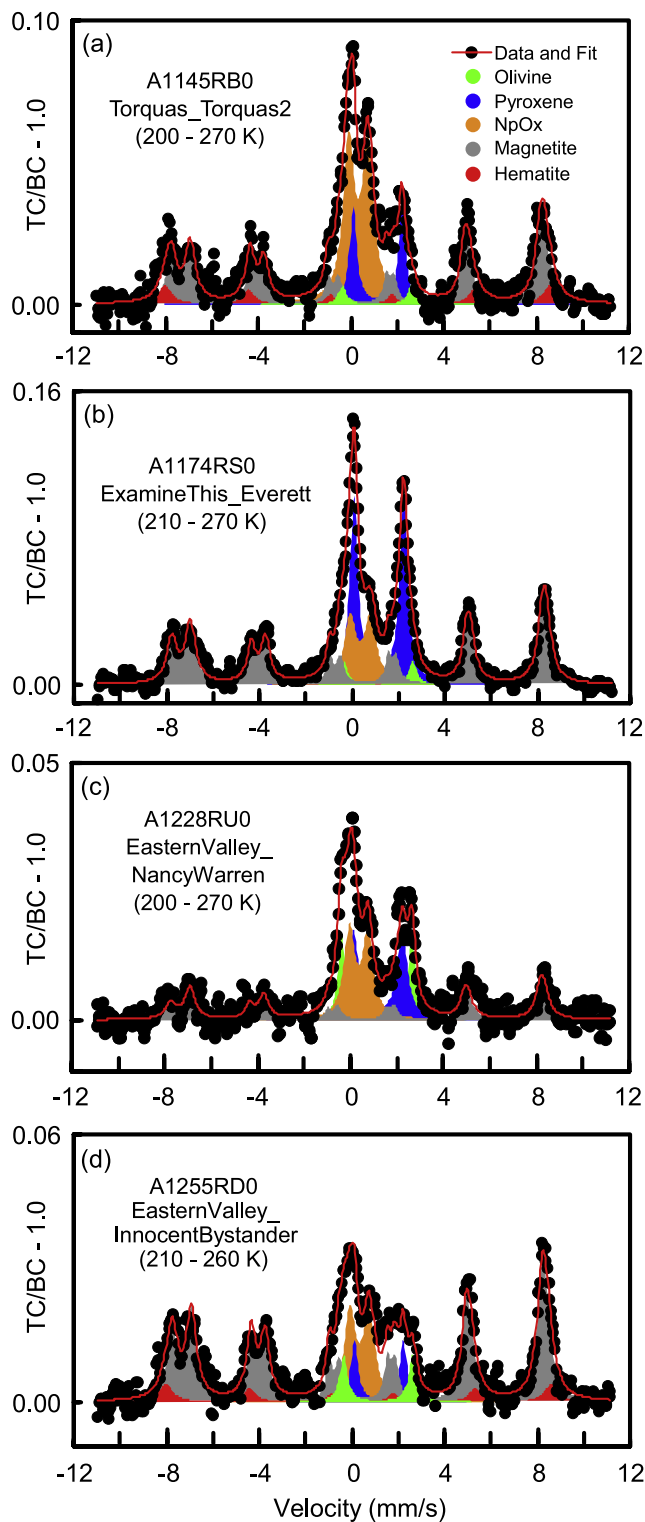 0.10
(a)
A1145RB0
Torquas_Torquas2
(200 - 270 K)
Data and Fit
Olivine
Pyroxene
NpOx
Magnetite
Hematite
TC/BC - 1.0
0.00
-12 -8 -4 0 4 8 12
0.16
(b)
A1174RS0
ExamineThis_Everett
(210 - 270 K)
TC/BC - 1.0
0.00
-12 -8 -4 0 4 8 12
0.05
(c)
A1228RU0
EasternValley_
NancyWarren
(200 - 270 K)
TC/BC - 1.0
0.00
-12 -8 -4 0 4 8 12
0.06
(d)
A1255RD0
EasternValley_
InnocentBystander
(210 - 260 K)
TC/BC - 1.0
0.00
-12 -8 -4 0 4 8 12
Velocity (mm/s)